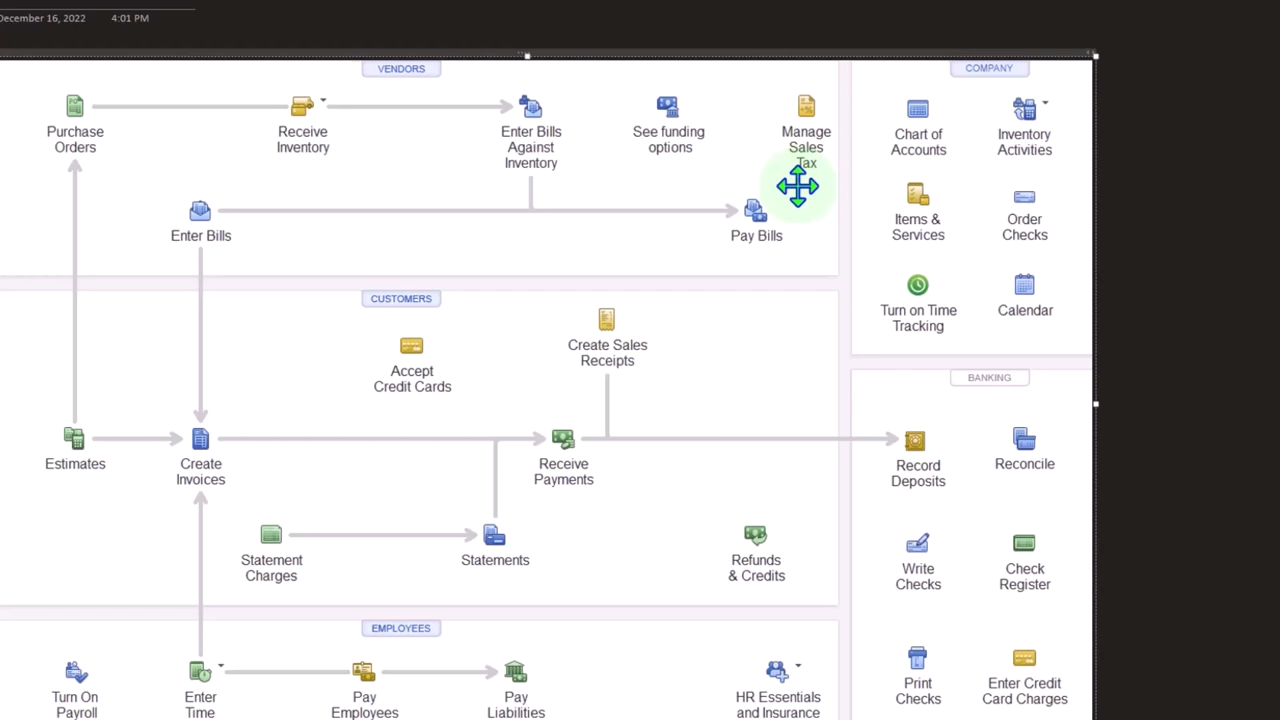 December 16, 2022 4:01 PM
VENDORS
Purchase
Orders
Receive
Inventory
Enter Bills
Against
Inventory
See funding
options
Manage
Sales
Tax
Enter Bills
Pay Bills
COMPANY
Chart of
Accounts
Inventory
Activities
Items &
Services
Order
Checks
Turn on Time
Tracking
Calendar
CUSTOMERS
Accept
Credit Cards
Create Sales
Receipts
Estimates
Create
Invoices
Receive
Payments
Statement
Charges
Statements
Refunds
& Credits
BANKING
Record
Deposits
Reconcile
Write
Checks
Check
Register
Print
Checks
Enter Credit
Card Charges
EMPLOYEES
Turn On
Payroll
Enter
Time
Pay
Employees
Pay
Liabilities
HR Essentials
and Insurance